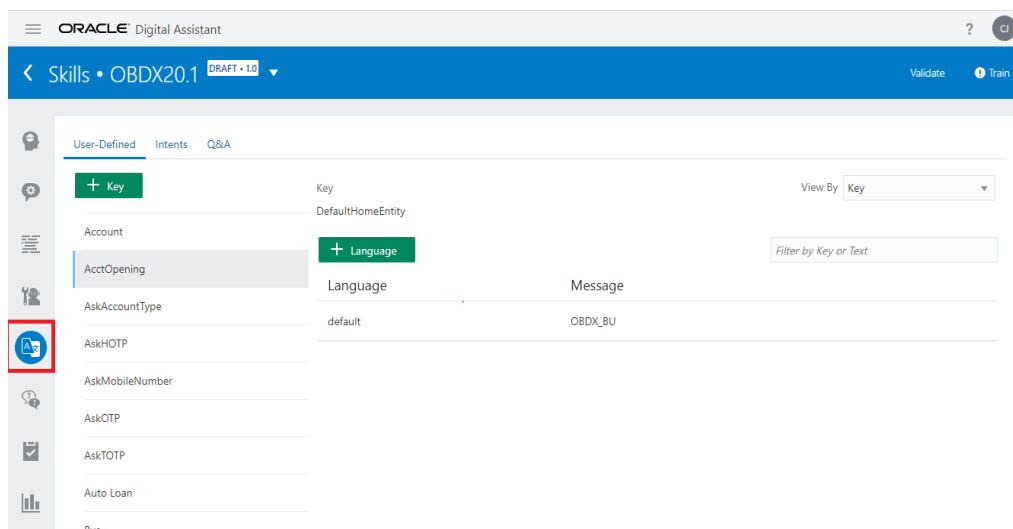 ORACLE® Digital Assistant
?
CJ
Skills • OBDX20.1 DRAFT • 1.0
Validate
Train
User-Defined Intents Q&A
+ Key
Account
AcctOpening
AskAccountType
AskHOTP
AskMobileNumber
AskOTP
AskTOTP
Auto Loan
Key
DefaultHomeEntity
View By Key
+ Language
Filter by Key or Text
Language Message
default OBDX_BU